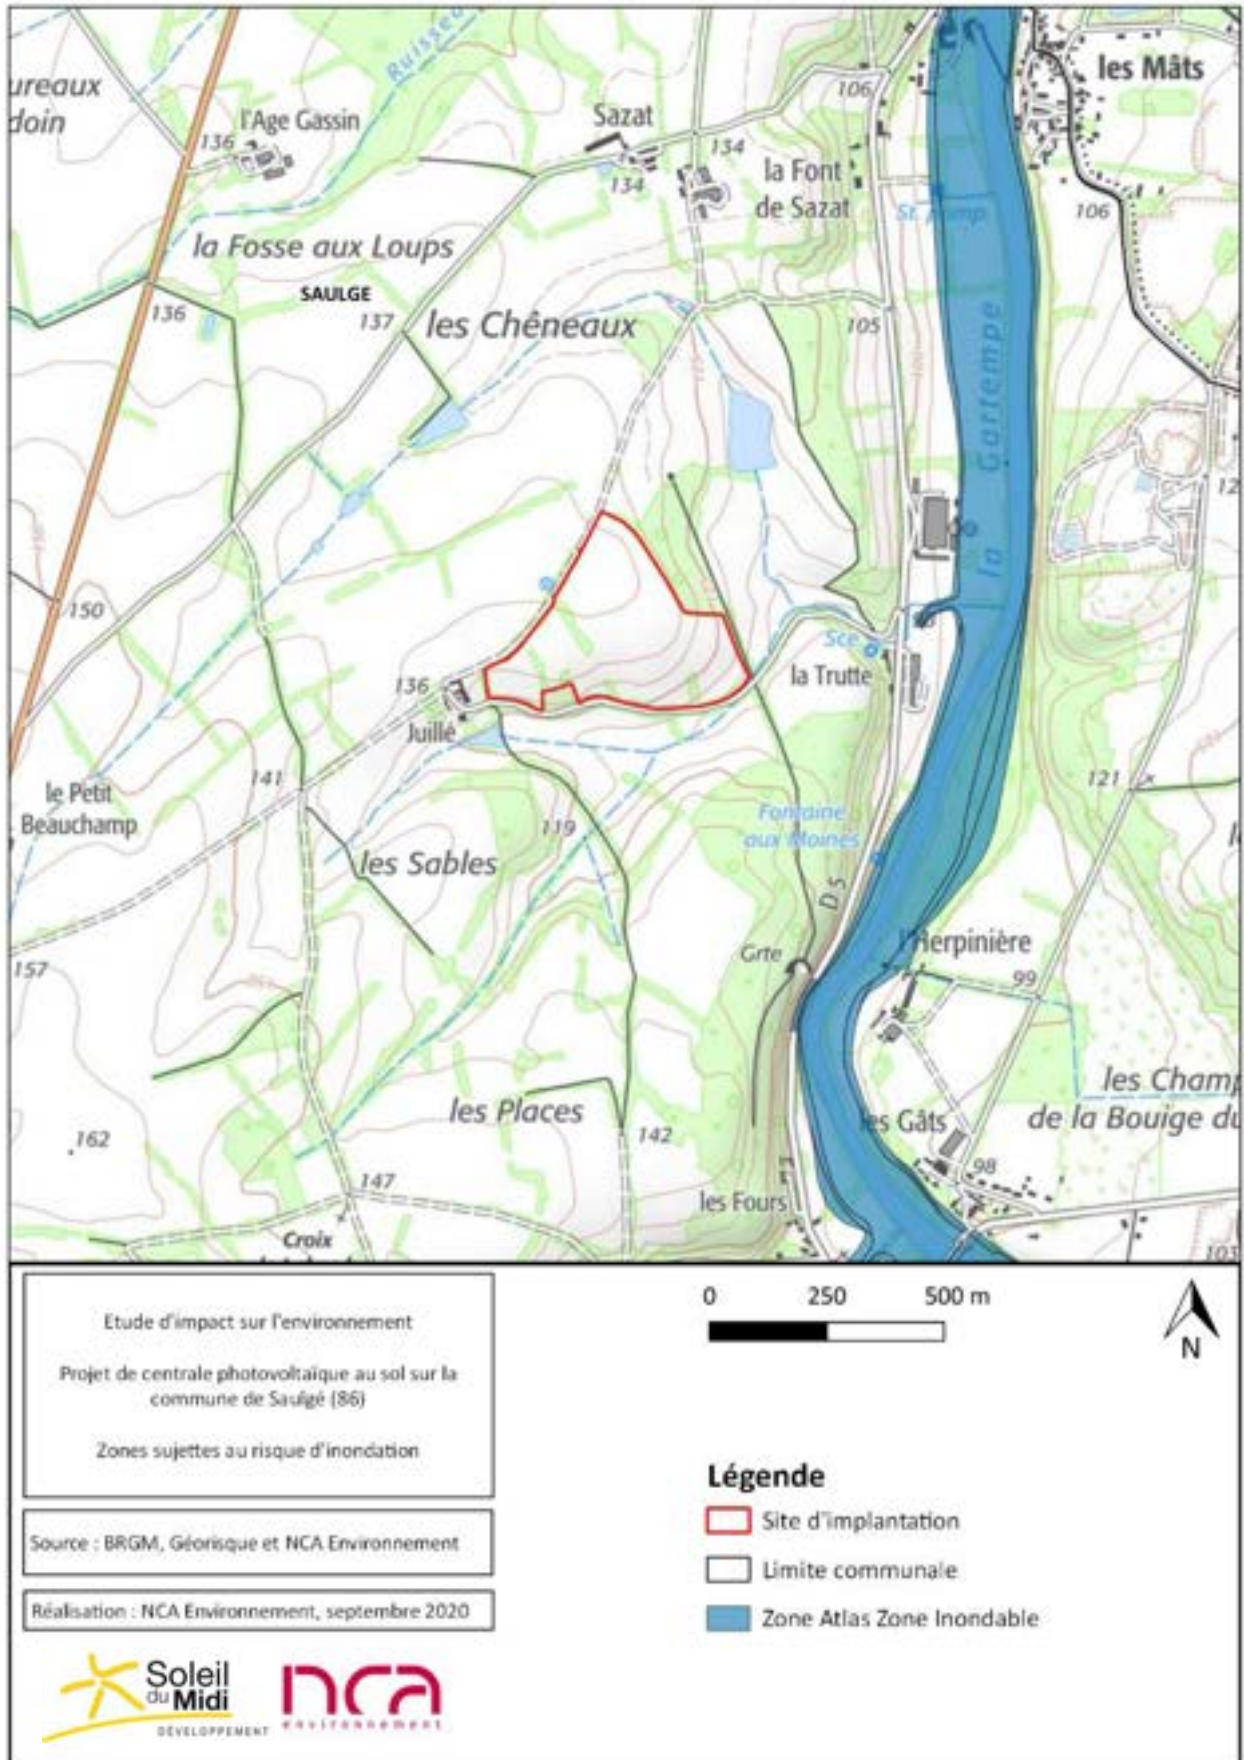 les Mâts
ureaux
doin
l'Age Gassin
136
Sazat
134
134
106
la Font
de Sazat
St. pomp
106
Ruisseau
la Fosse aux Loups
SAULGE
136
137
les Chêneaux
105
la Gartempe
150
136
Juillé
Sce
la Trutte
le Petit
Beauchamp
141
121
119
les Sables
Fontaine
aux Moines
D 5
157
Grte
l'Herpinière
99
les Champ
de la Bouige du
les Places
142
les Gâts
98
162
147
les Fours
Croix
103
Etude d'impact sur l'environnement
Projet de centrale photovoltaïque au sol sur la
commune de Saulgé (86)
Zones sujettes au risque d'inondation
Source : BRGM, Géorisque et NCA Environnement
Réalisation : NCA Environnement, septembre 2020
Soleil
du Midi
DÉVELOPPEMENT
nca
environnement
0 250 500 m
N
Légende
Site d'implantation
Limite communale
Zone Atlas Zone Inondable